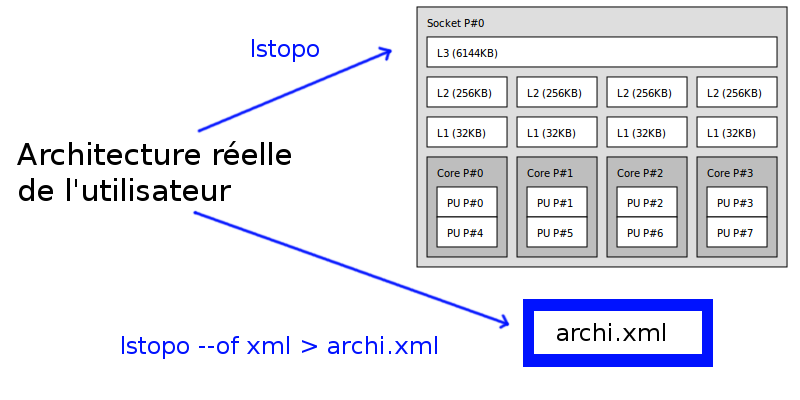 lstopo
Architecture réelle
de l'utilisateur
lstopo --of xml > archi.xml
Socket P#0
L3 (6144KB)
L2 (256KB) L2 (256KB) L2 (256KB) L2 (256KB)
L1 (32KB) L1 (32KB) L1 (32KB) L1 (32KB)
Core P#0 Core P#1 Core P#2 Core P#3
PU P#0 PU P#1 PU P#2 PU P#3
PU P#4 PU P#5 PU P#6 PU P#7
archi.xml